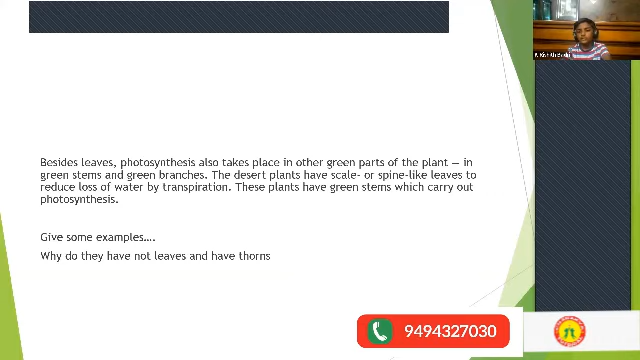 Besides leaves, photosynthesis also takes place in other green parts of the plant — in
green stems and green branches. The desert plants have scale- or spine-like leaves to
reduce loss of water by transpiration. These plants have green stems which carry out
photosynthesis.
Give some examples....
Why do they have not leaves and have thorns
9494327030